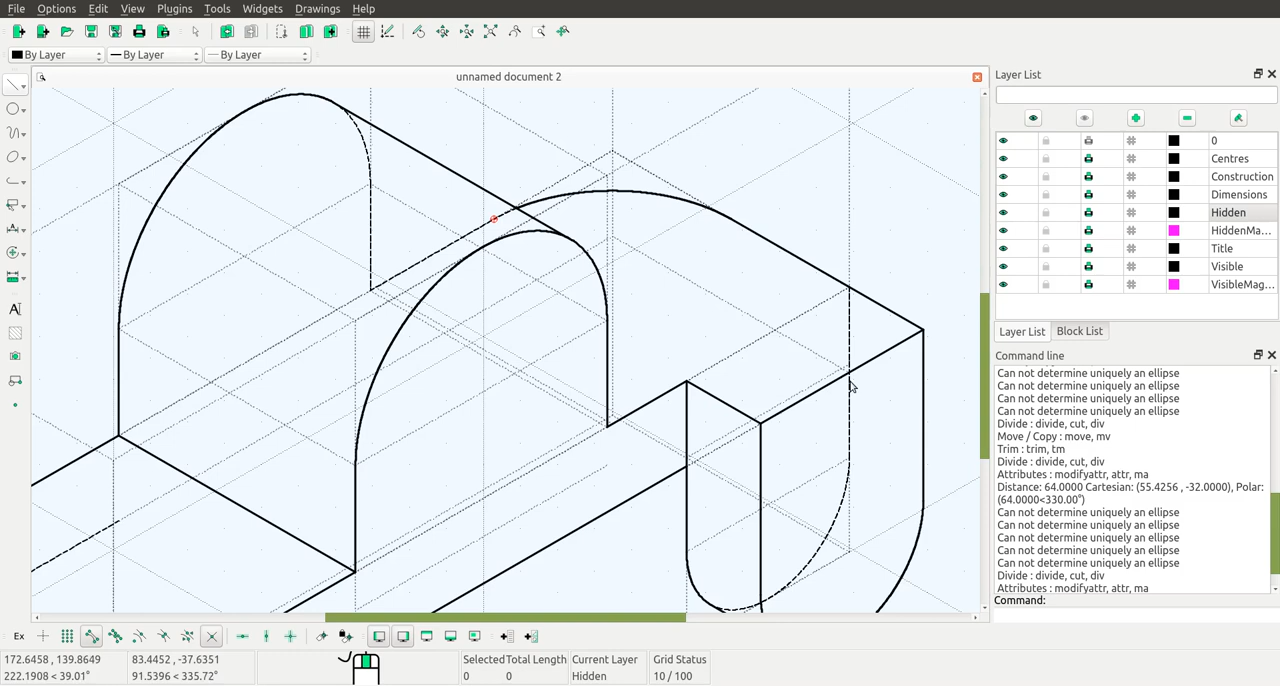 File Options Edit View Plugins Tools Widgets Drawings Help
By Layer By Layer By Layer
unnamed document 2
Layer List
0
Centres
Construction
Dimensions
Hidden
HiddenMa...
Title
Visible
VisibleMag...
Layer List Block List
Command line
Can not determine uniquely an ellipse
Can not determine uniquely an ellipse
Can not determine uniquely an ellipse
Can not determine uniquely an ellipse
Divide : divide, cut, div
Move / Copy : move, mv
Trim : trim, tm
Divide : divide, cut, div
Attributes : modifyattr, attr, ma
Distance: 64.0000 Cartesian: (55.4256 , -32.0000), Polar:
(64.0000<330.00°)
Can not determine uniquely an ellipse
Can not determine uniquely an ellipse
Can not determine uniquely an ellipse
Can not determine uniquely an ellipse
Can not determine uniquely an ellipse
Divide : divide, cut, div
Attributes : modifyattr, attr, ma
Command:
Ex
172.6458 , 139.8649 83.4452 , -37.6351 Selected Total Length Current Layer Grid Status
222.1908 < 39.01° 91.5396 < 335.72° 0 0 Hidden 10 / 100